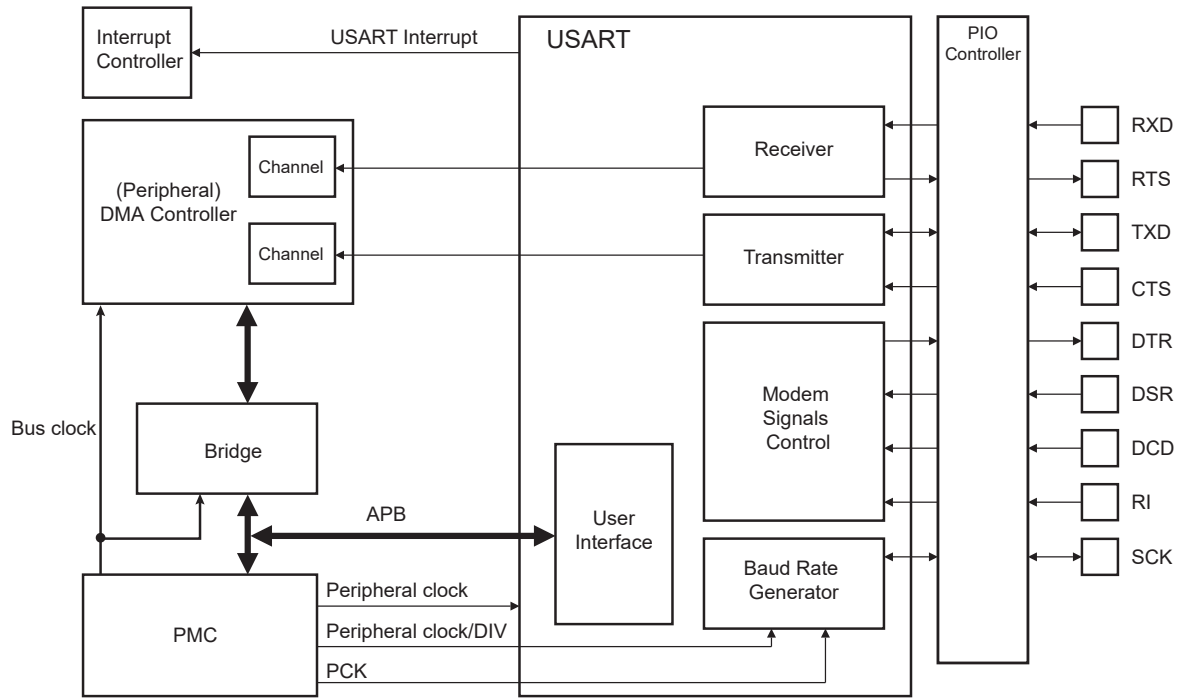 Interrupt
Controller
USART Interrupt
USART
PIO
Controller
Receiver
RXD
RTS
(Peripheral)
DMA Controller
Channel
Channel
Transmitter
TXD
CTS
Modem
Signals
Control
DTR
DSR
DCD
RI
Bus clock
Bridge
APB
User
Interface
Baud Rate
Generator
SCK
PMC
Peripheral clock
Peripheral clock/DIV
PCK